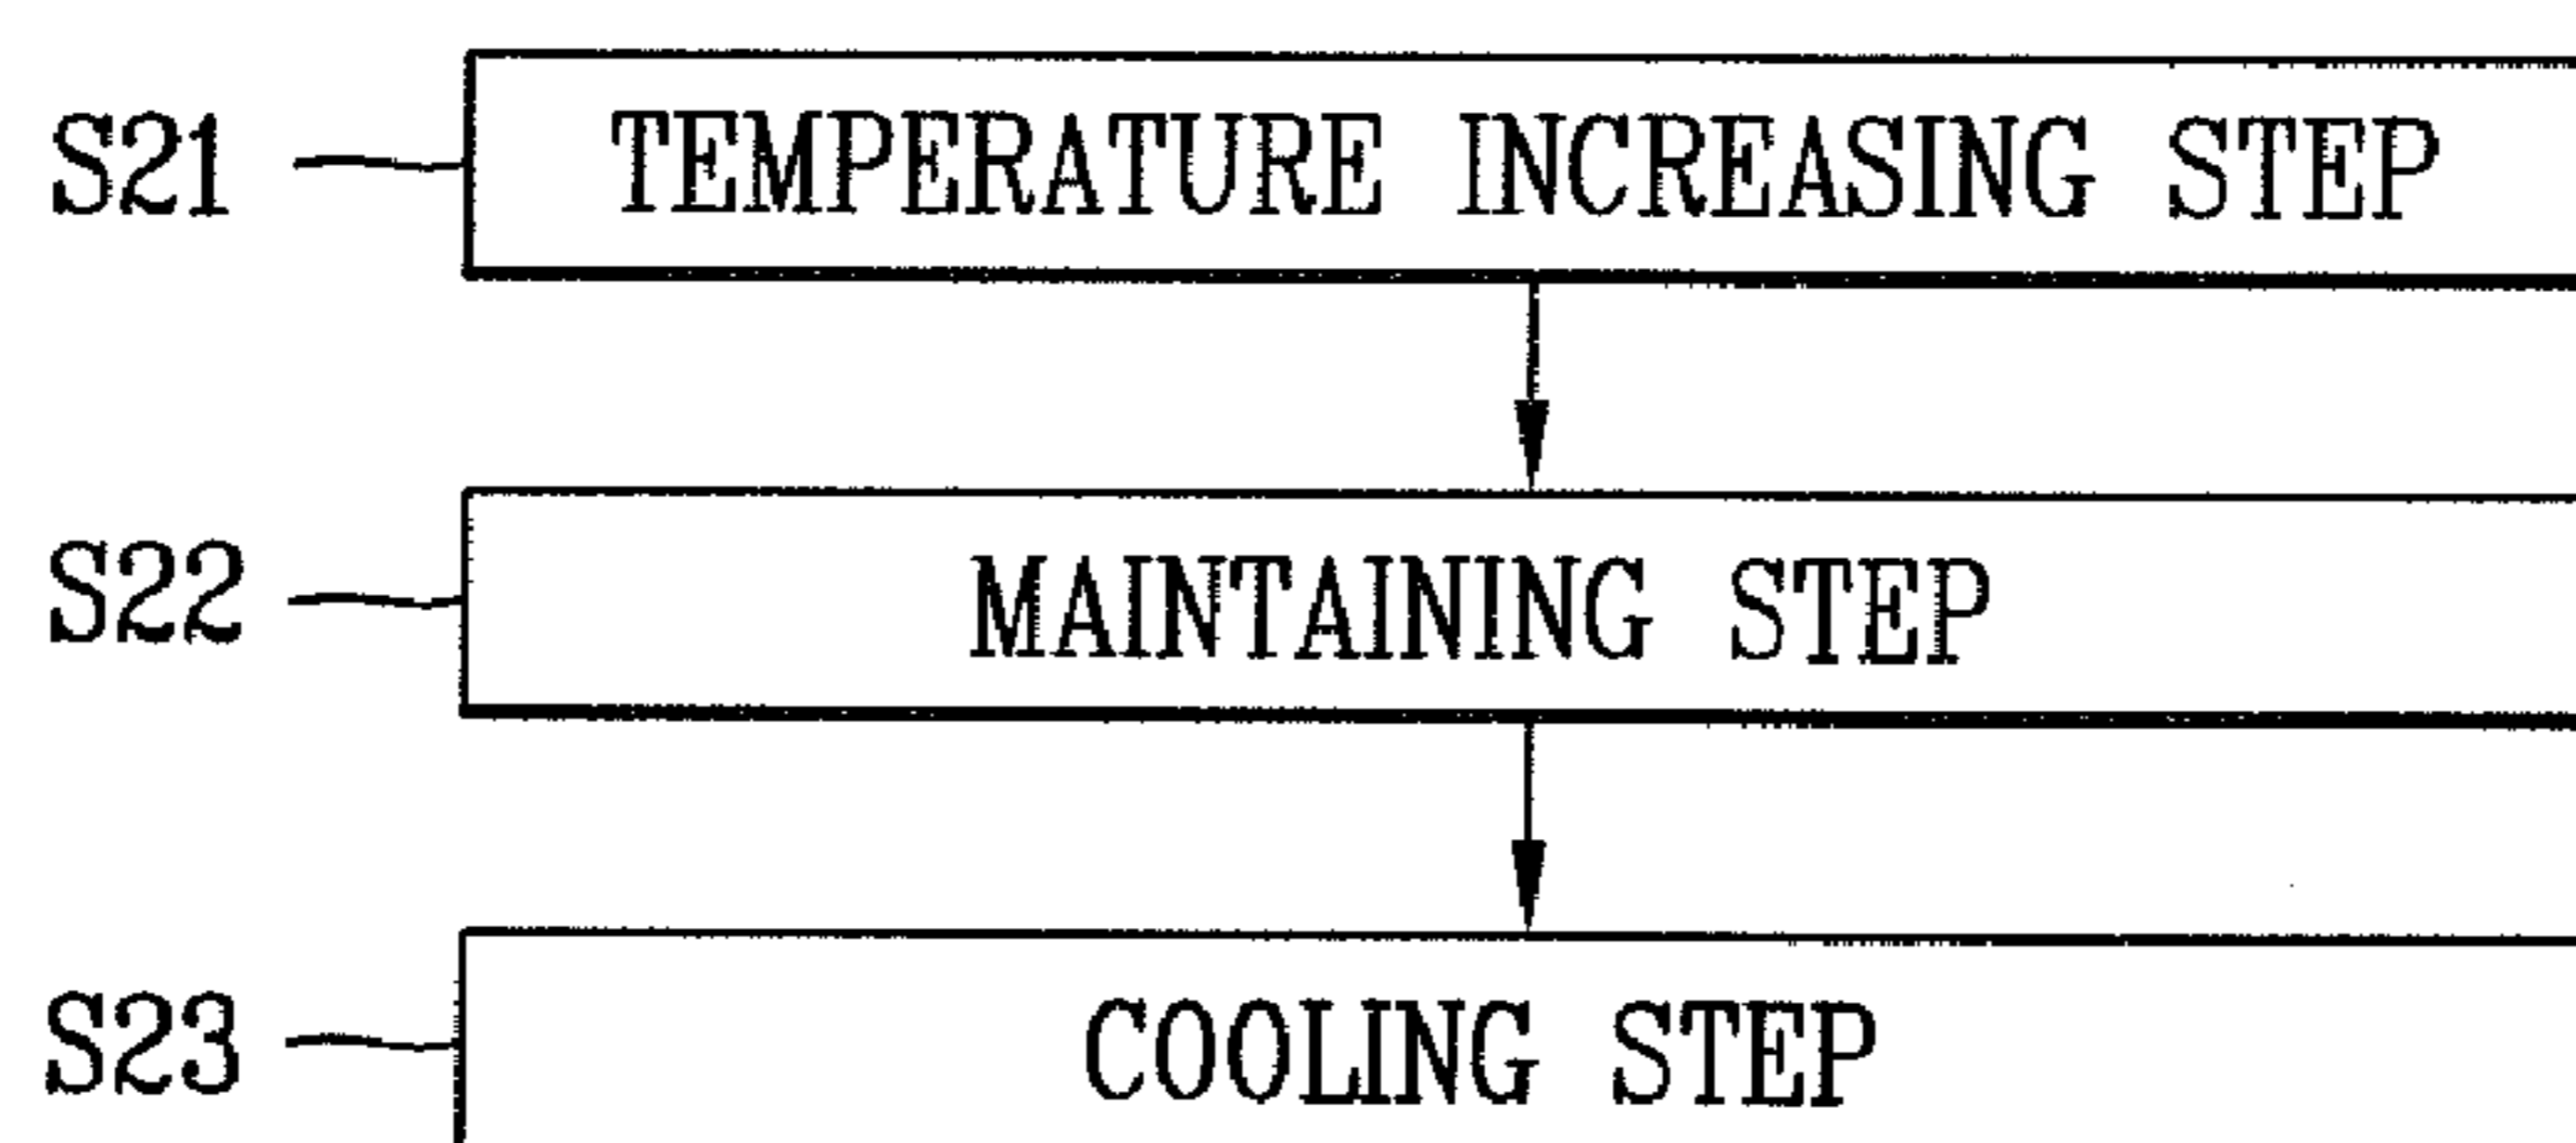 S21 TEMPERATURE INCREASING STEP
S22 MAINTAINING STEP
S23 COOLING STEP